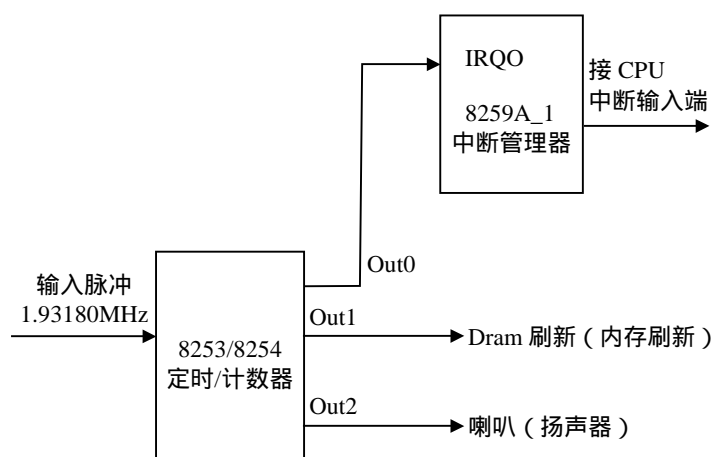 IRQO
8259A_1
中断管理器
接 CPU
中断输入端
Out0
输入脉冲
1.93180MHz
8253/8254
定时/计数器
Out1
Dram 刷新（内存刷新）
Out2
喇叭（扬声器）